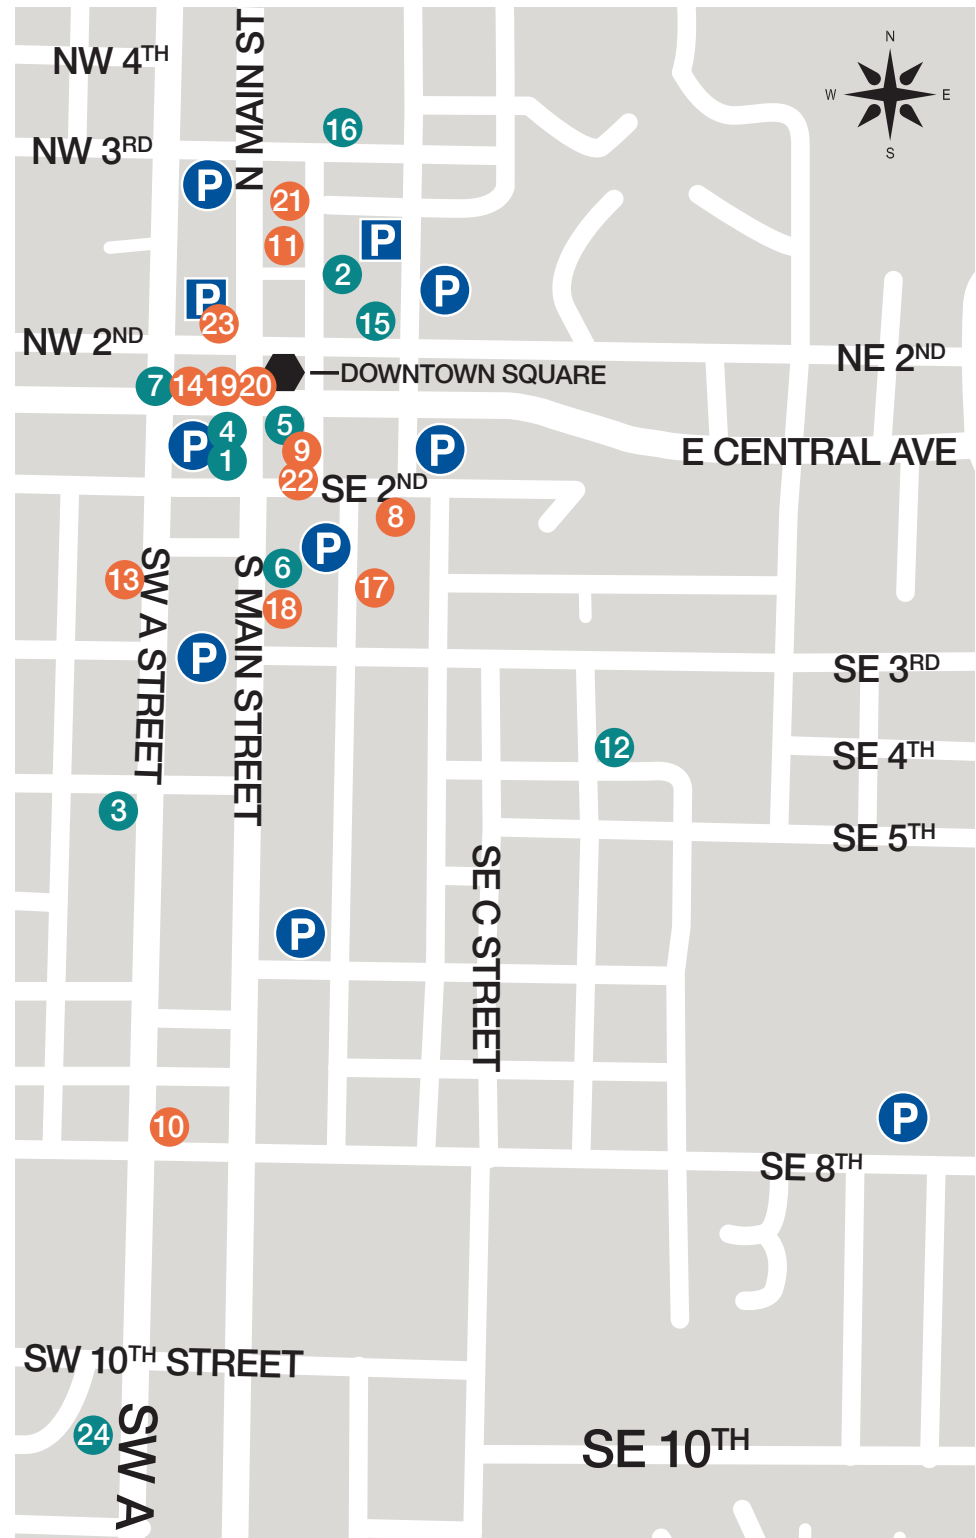 N MAIN ST
N
NW 4TH
W
E
16
NW 3RD
S
P
21
P
11
2
P
P
23
15
NW 2ND
NE 2ND
DOWNTOWN SQUARE
7
14
19
20
5
4
P
9
P
E CENTRAL AVE
1
22
SE 2ND
8
P
6
13
17
18
SW A STREET
S MAIN STREET
P
SE 3RD
12
SE 4TH
3
SE 5TH
SE C STREET
P
P
10
SE 8TH
SW 10TH STREET
24
SW A
SE 10TH